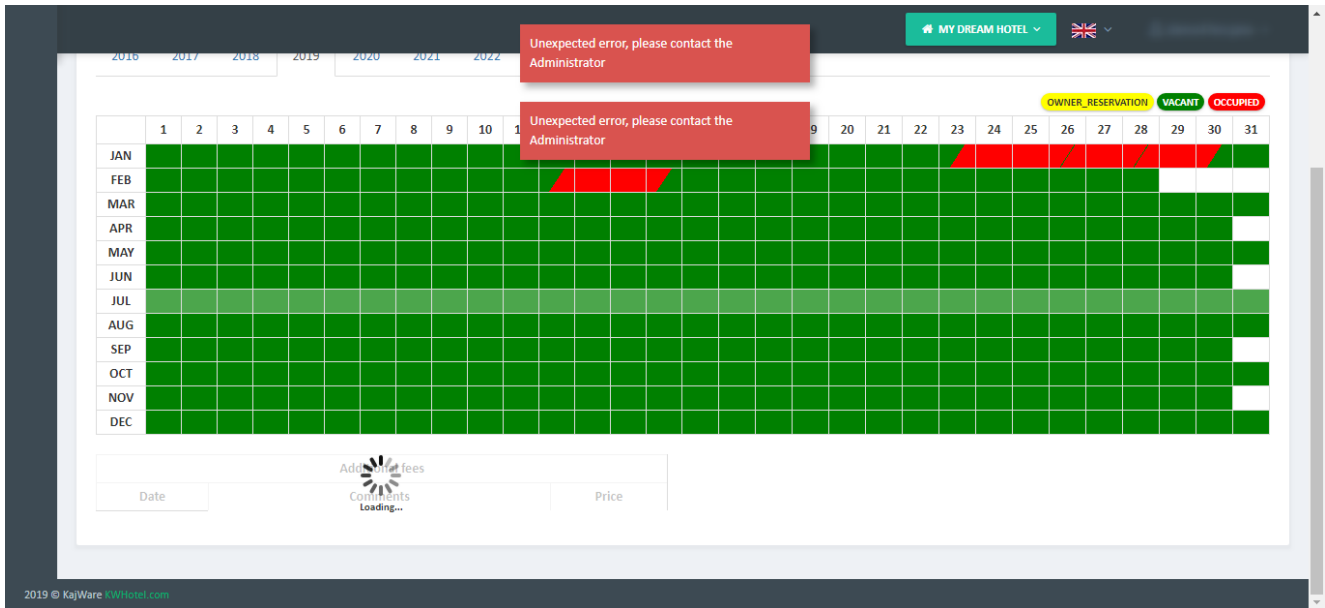 MY DREAM HOTEL
Unexpected error, please contact the
Administrator
2016 2017 2018 2019 2020 2021 2022
Unexpected error, please contact the
Administrator
OWNER_RESERVATION VACANT OCCUPIED
1 2 3 4 5 6 7 8 9 10 20 21 22 23 24 25 26 27 28 29 30 31
JAN
FEB
MAR
APR
MAY
JUN
JUL
AUG
SEP
OCT
NOV
DEC
Additional fees
Date Comments Price
Loading...
2019 © KajWare KWHotel.com